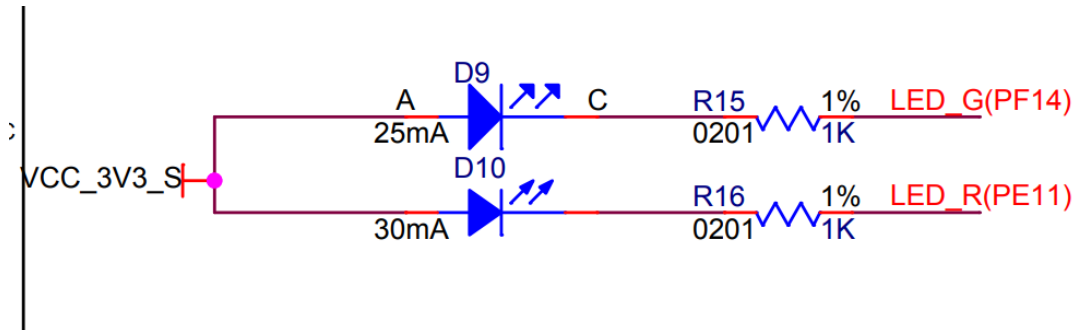 D9
A C R15 1% LED_G(PF14)
25mA 0201 1K
D10
VCC_3V3_S
R16 1% LED_R(PE11)
30mA 0201 1K